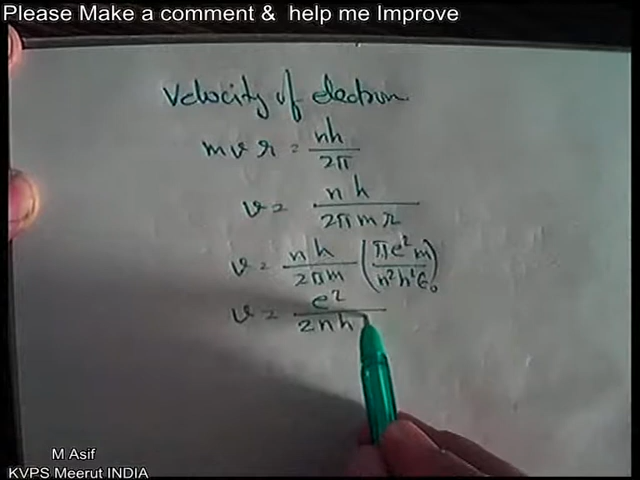 Please Make a comment & help me Improve
Velocity of electron
mvr = nh/2π
v = nh/2πmr
v = nh/2πm (πe²m/n²h²ε₀)
v = e²/2nh
M Asif
KVPS Meerut INDIA